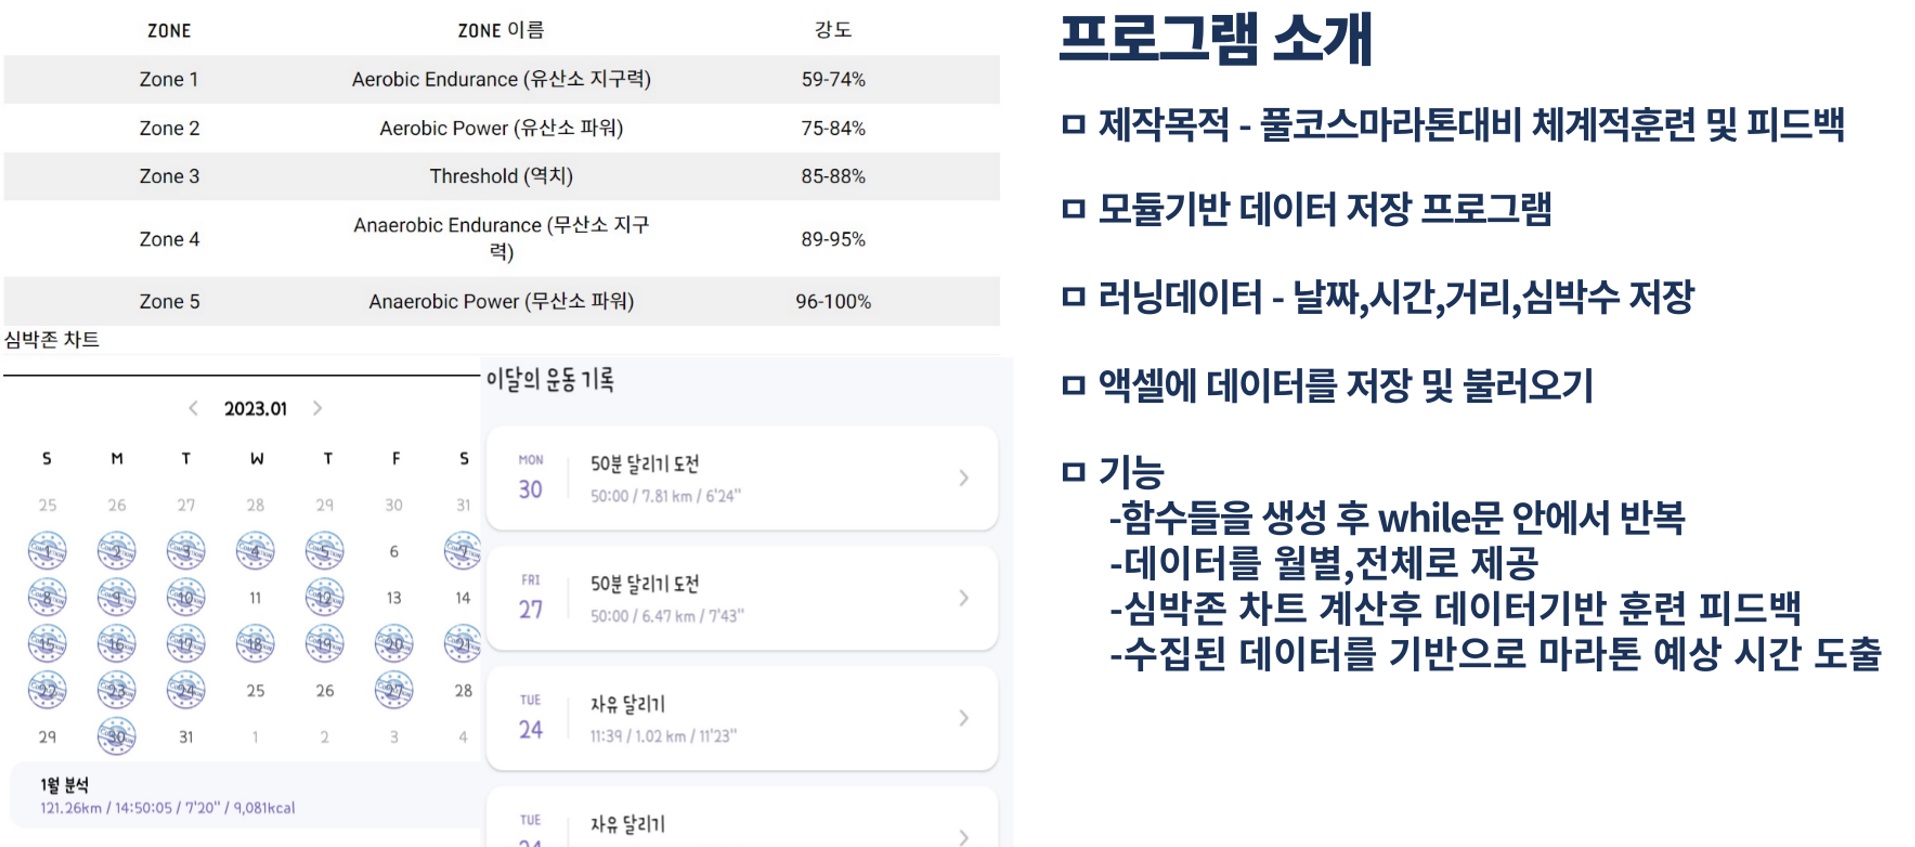 ZONE ZONE 이름 강도
Zone 1 Aerobic Endurance (유산소 지구력) 59-74%
Zone 2 Aerobic Power (유산소 파워) 75-84%
Zone 3 Threshold (역치) 85-88%
Zone 4 Anaerobic Endurance (무산소 지구
력) 89-95%
Zone 5 Anaerobic Power (무산소 파워) 96-100%
심박존 차트
2023.01
S M T W T F S
25 26 27 28 29 30 31
1 2 3 4 5 6 7
8 9 10 11 12 13 14
15 16 17 18 19 20 21
22 23 24 25 26 27 28
29 30 31 1 2 3 4
1월 분석
121.26km / 14:50:05 / 7'20" / 9,081kcal
이달의 운동 기록
MON
30
50분 달리기 도전
50:00 / 7.81 km / 6'24"
FRI
27
50분 달리기 도전
50:00 / 6.47 km / 7'43"
TUE
24
자유 달리기
11:39 / 1.02 km / 11'23"
TUE
24
자유 달리기
프로그램 소개
제작목적 - 풀코스마라톤대비 체계적훈련 및 피드백
모듈기반 데이터 저장 프로그램
러닝데이터 - 날짜,시간,거리,심박수 저장
액셀에 데이터를 저장 및 불러오기
기능
-함수들을 생성 후 while문 안에서 반복
-데이터를 월별,전체로 제공
-심박존 차트 계산후 데이터기반 훈련 피드백
-수집된 데이터를 기반으로 마라톤 예상 시간 도출